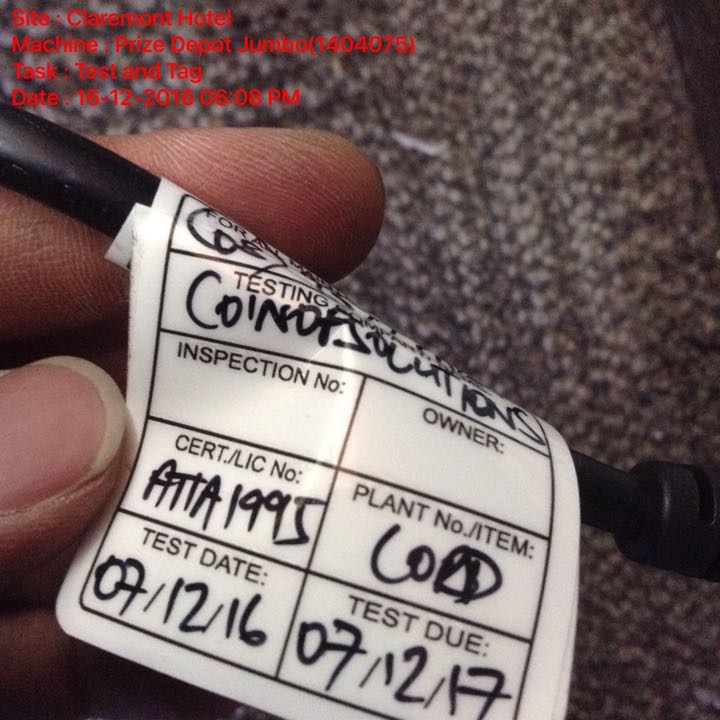 Site : Claremont Hotel
Machine : Prize Depot Jumbo(1404075)
Task : Test and Tag
Date : 16-12-2016 06:08 PM
TESTING
COINOFSOLUTIONS
INSPECTION No:
OWNER:
CERT./LIC No:
ATTA1995
PLANT No./ITEM:
TEST DATE:
07/12/16
TEST DUE:
07/12/17